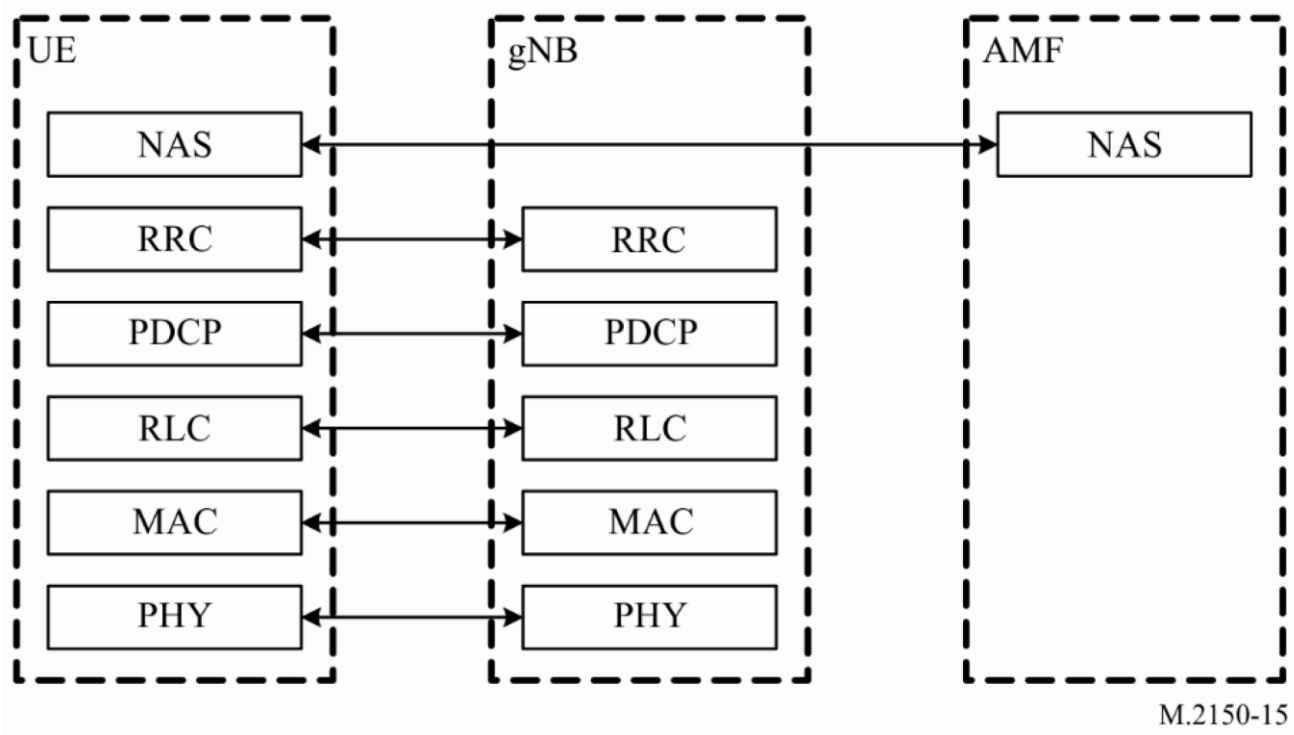 UE
gNB
AMF
NAS
NAS
RRC
RRC
PDCP
PDCP
RLC
RLC
MAC
MAC
PHY
PHY
M.2150-15